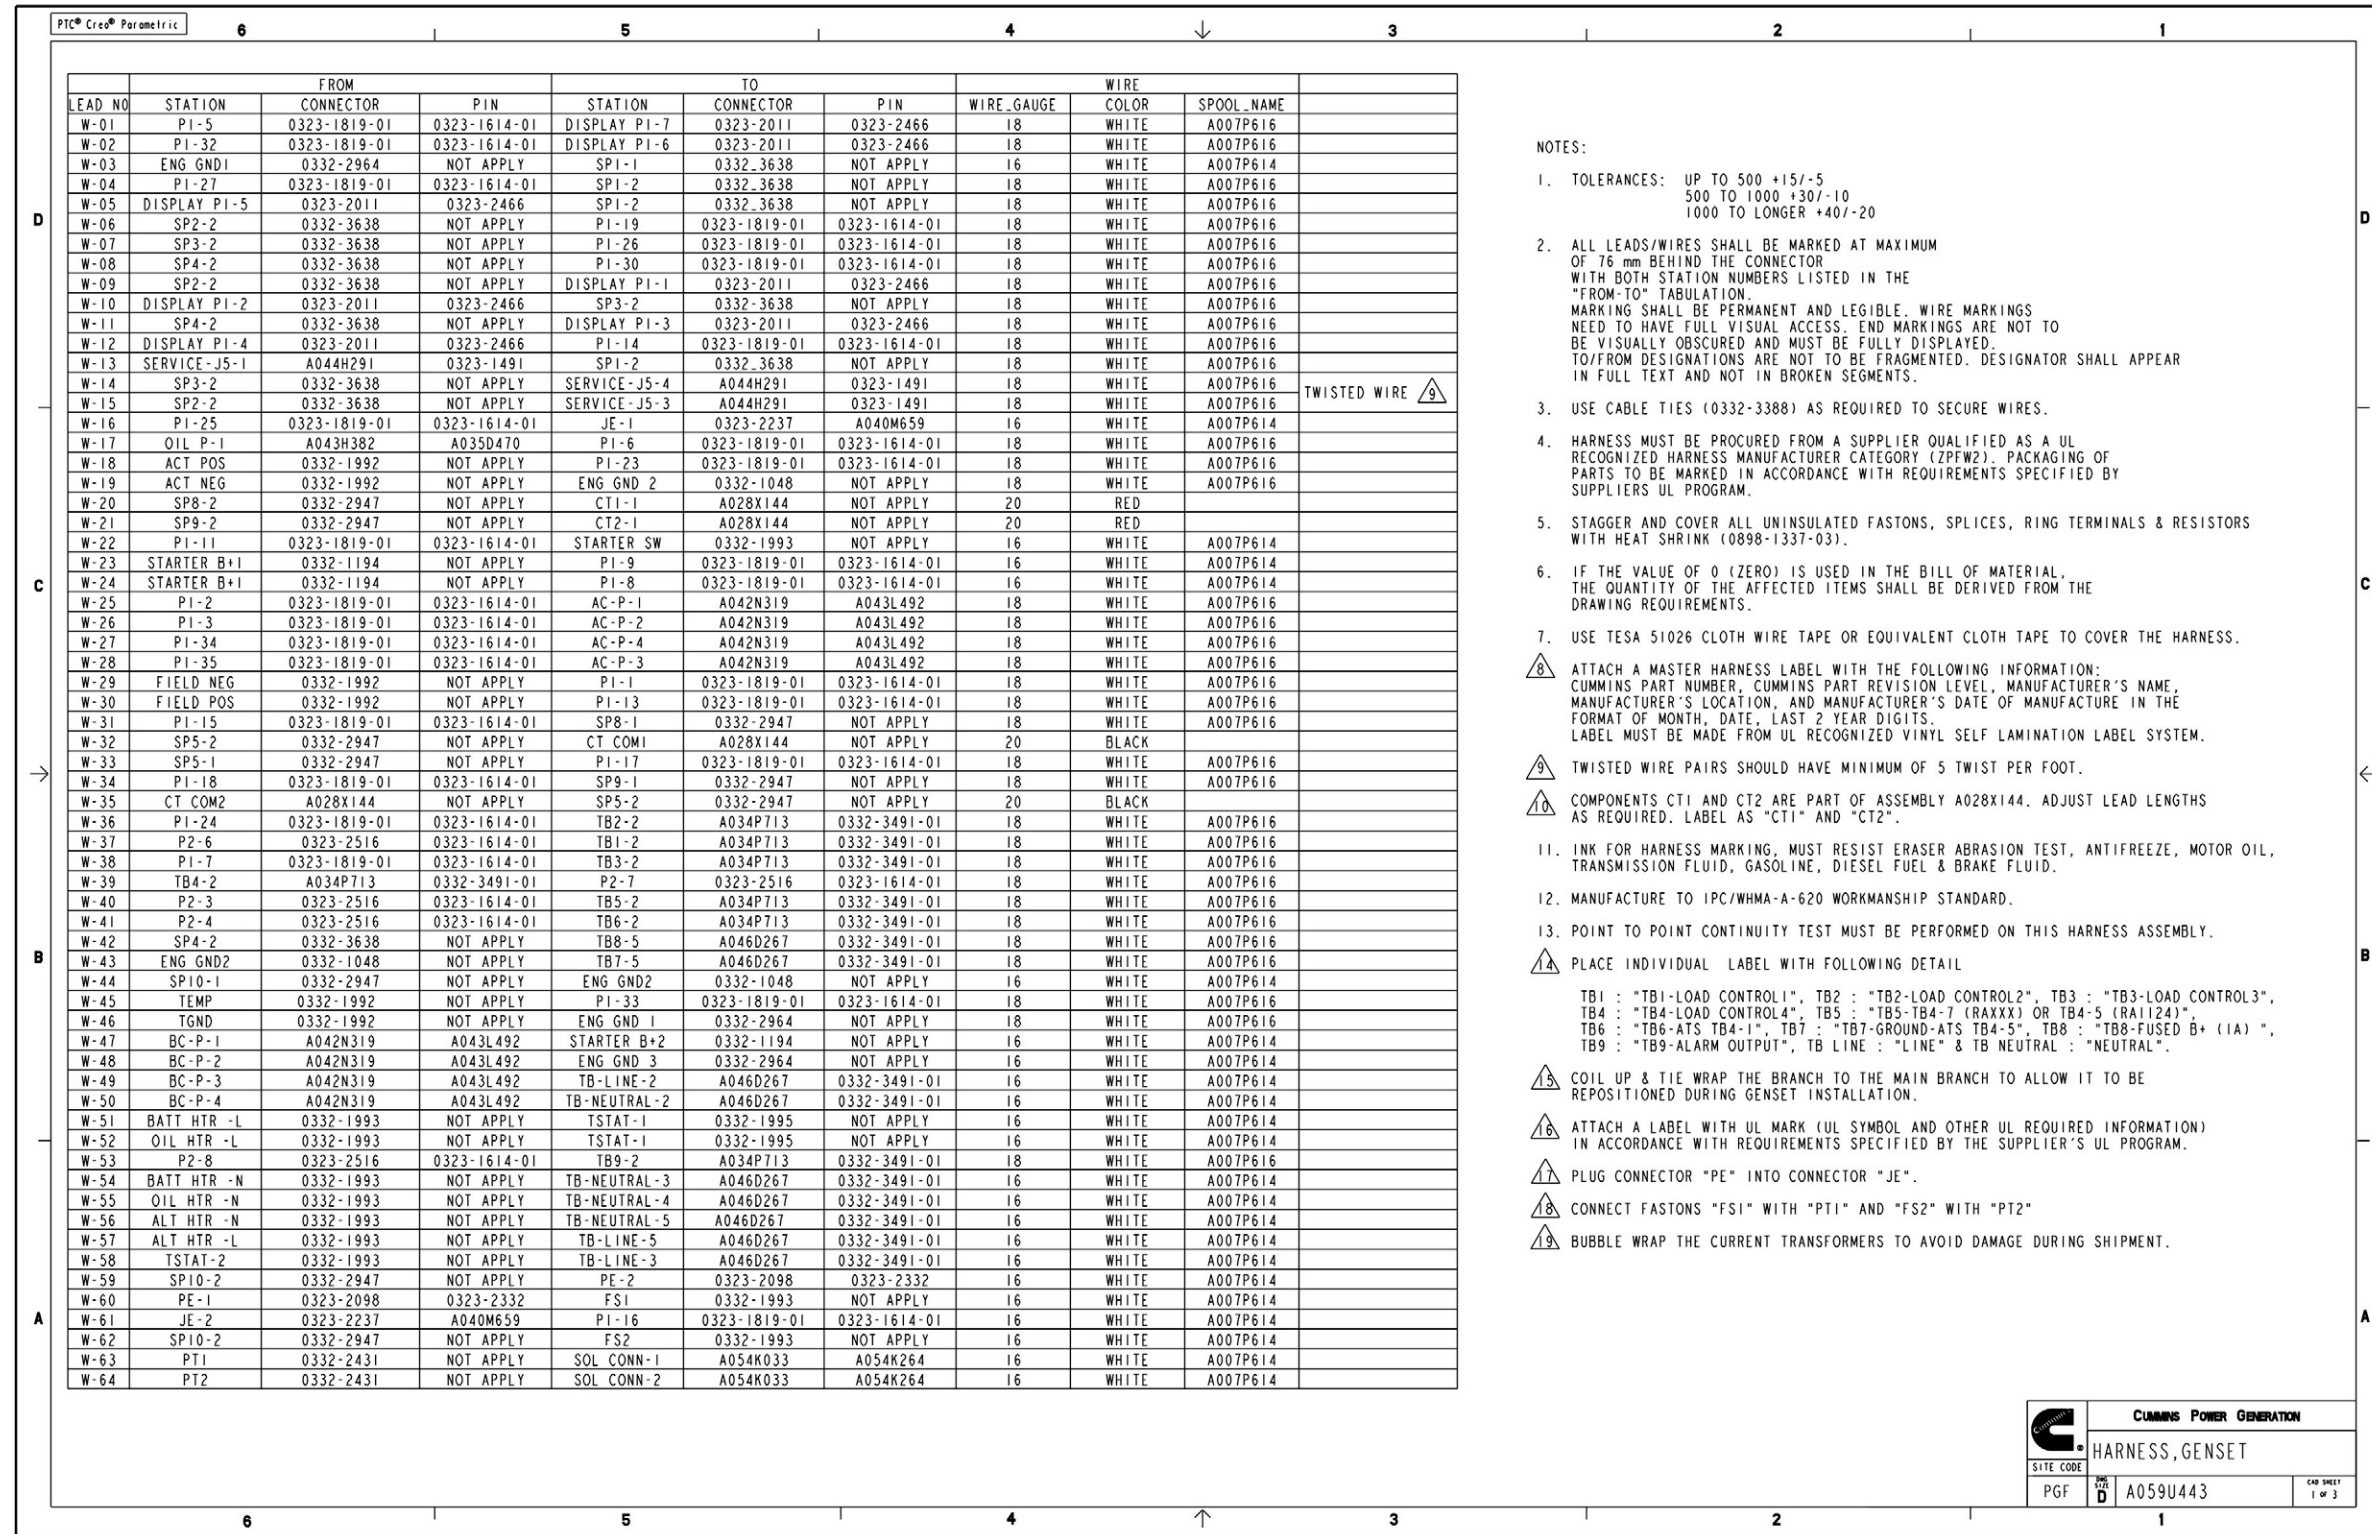 PTC® Creo® Parametric
6 5 4 3 2 1
FROM TO WIRE
LEAD NO STATION CONNECTOR PIN STATION CONNECTOR PIN WIRE_GAUGE COLOR SPOOL_NAME
W-01 P1-5 0323-1819-01 0323-1614-01 DISPLAY P1-7 0323-2011 0323-2466 18 WHITE A007P616
W-02 P1-32 0323-1819-01 0323-1614-01 DISPLAY P1-6 0323-2011 0323-2466 18 WHITE A007P616
W-03 ENG GND1 0332-2964 NOT APPLY SP1-1 0332_3638 NOT APPLY 16 WHITE A007P614
W-04 P1-27 0323-1819-01 0323-1614-01 SP1-2 0332_3638 NOT APPLY 18 WHITE A007P616
W-05 DISPLAY P1-5 0323-2011 0323-2466 SP1-2 0332_3638 NOT APPLY 18 WHITE A007P616
W-06 SP2-2 0332-3638 NOT APPLY P1-19 0323-1819-01 0323-1614-01 18 WHITE A007P616
W-07 SP3-2 0332-3638 NOT APPLY P1-26 0323-1819-01 0323-1614-01 18 WHITE A007P616
W-08 SP4-2 0332-3638 NOT APPLY P1-30 0323-1819-01 0323-1614-01 18 WHITE A007P616
W-09 SP2-2 0332-3638 NOT APPLY DISPLAY P1-1 0323-2011 0323-2466 18 WHITE A007P616
W-10 DISPLAY P1-2 0323-2011 0323-2466 SP3-2 0332-3638 NOT APPLY 18 WHITE A007P616
W-11 SP4-2 0332-3638 NOT APPLY DISPLAY P1-3 0323-2011 0323-2466 18 WHITE A007P616
W-12 DISPLAY P1-4 0323-2011 0323-2466 P1-14 0323-1819-01 0323-1614-01 18 WHITE A007P616
W-13 SERVICE-J5-1 A044H291 0323-1491 SP1-2 0332_3638 NOT APPLY 18 WHITE A007P616
W-14 SP3-2 0332-3638 NOT APPLY SERVICE-J5-4 A044H291 0323-1491 18 WHITE A007P616
TWISTED WIRE 9
W-15 SP2-2 0332-3638 NOT APPLY SERVICE-J5-3 A044H291 0323-1491 18 WHITE A007P616
W-16 P1-25 0323-1819-01 0323-1614-01 JE-1 0323-2237 A040M659 16 WHITE A007P614
W-17 OIL P-1 A043H382 A035D470 P1-6 0323-1819-01 0323-1614-01 18 WHITE A007P616
W-18 ACT POS 0332-1992 NOT APPLY P1-23 0323-1819-01 0323-1614-01 18 WHITE A007P616
W-19 ACT NEG 0332-1992 NOT APPLY ENG GND 2 0332-1048 NOT APPLY 18 WHITE A007P616
W-20 SP8-2 0332-2947 NOT APPLY CT1-1 A028X144 NOT APPLY 20 RED
W-21 SP9-2 0332-2947 NOT APPLY CT2-1 A028X144 NOT APPLY 20 RED
W-22 P1-11 0323-1819-01 0323-1614-01 STARTER SW 0332-1993 NOT APPLY 16 WHITE A007P614
W-23 STARTER B+1 0332-1194 NOT APPLY P1-9 0323-1819-01 0323-1614-01 16 WHITE A007P614
W-24 STARTER B+1 0332-1194 NOT APPLY P1-8 0323-1819-01 0323-1614-01 16 WHITE A007P614
W-25 P1-2 0323-1819-01 0323-1614-01 AC-P-1 A042N319 A043L492 18 WHITE A007P616
W-26 P1-3 0323-1819-01 0323-1614-01 AC-P-2 A042N319 A043L492 18 WHITE A007P616
W-27 P1-34 0323-1819-01 0323-1614-01 AC-P-4 A042N319 A043L492 18 WHITE A007P616
W-28 P1-35 0323-1819-01 0323-1614-01 AC-P-3 A042N319 A043L492 18 WHITE A007P616
W-29 FIELD NEG 0332-1992 NOT APPLY P1-1 0323-1819-01 0323-1614-01 18 WHITE A007P616
W-30 FIELD POS 0332-1992 NOT APPLY P1-13 0323-1819-01 0323-1614-01 18 WHITE A007P616
W-31 P1-15 0323-1819-01 0323-1614-01 SP8-1 0332-2947 NOT APPLY 18 WHITE A007P616
W-32 SP5-2 0332-2947 NOT APPLY CT COM1 A028X144 NOT APPLY 20 BLACK
W-33 SP5-1 0332-2947 NOT APPLY P1-17 0323-1819-01 0323-1614-01 18 WHITE A007P616
W-34 P1-18 0323-1819-01 0323-1614-01 SP9-1 0332-2947 NOT APPLY 18 WHITE A007P616
W-35 CT COM2 A028X144 NOT APPLY SP5-2 0332-2947 NOT APPLY 20 BLACK
W-36 P1-24 0323-1819-01 0323-1614-01 TB2-2 A034P713 0332-3491-01 18 WHITE A007P616
W-37 P2-6 0323-2516 0323-1614-01 TB1-2 A034P713 0332-3491-01 18 WHITE A007P616
W-38 P1-7 0323-1819-01 0323-1614-01 TB3-2 A034P713 0332-3491-01 18 WHITE A007P616
W-39 TB4-2 A034P713 0332-3491-01 P2-7 0323-2516 0323-1614-01 18 WHITE A007P616
W-40 P2-3 0323-2516 0323-1614-01 TB5-2 A034P713 0332-3491-01 18 WHITE A007P616
W-41 P2-4 0323-2516 0323-1614-01 TB6-2 A034P713 0332-3491-01 18 WHITE A007P616
W-42 SP4-2 0332-3638 NOT APPLY TB8-5 A046D267 0332-3491-01 18 WHITE A007P616
W-43 ENG GND2 0332-1048 NOT APPLY TB7-5 A046D267 0332-3491-01 18 WHITE A007P616
W-44 SP10-1 0332-2947 NOT APPLY ENG GND2 0332-1048 NOT APPLY 16 WHITE A007P614
W-45 TEMP 0332-1992 NOT APPLY P1-33 0323-1819-01 0323-1614-01 18 WHITE A007P616
W-46 TGND 0332-1992 NOT APPLY ENG GND 1 0332-2964 NOT APPLY 18 WHITE A007P616
W-47 BC-P-1 A042N319 A043L492 STARTER B+2 0332-1194 NOT APPLY 16 WHITE A007P614
W-48 BC-P-2 A042N319 A043L492 ENG GND 3 0332-2964 NOT APPLY 16 WHITE A007P614
W-49 BC-P-3 A042N319 A043L492 TB-LINE-2 A046D267 0332-3491-01 16 WHITE A007P614
W-50 BC-P-4 A042N319 A043L492 TB-NEUTRAL-2 A046D267 0332-3491-01 16 WHITE A007P614
W-51 BATT HTR -L 0332-1993 NOT APPLY TSTAT-1 0332-1995 NOT APPLY 16 WHITE A007P614
W-52 OIL HTR -L 0332-1993 NOT APPLY TSTAT-1 0332-1995 NOT APPLY 16 WHITE A007P614
W-53 P2-8 0323-2516 0323-1614-01 TB9-2 A034P713 0332-3491-01 18 WHITE A007P616
W-54 BATT HTR -N 0332-1993 NOT APPLY TB-NEUTRAL-3 A046D267 0332-3491-01 16 WHITE A007P614
W-55 OIL HTR -N 0332-1993 NOT APPLY TB-NEUTRAL-4 A046D267 0332-3491-01 16 WHITE A007P614
W-56 ALT HTR -N 0332-1993 NOT APPLY TB-NEUTRAL-5 A046D267 0332-3491-01 16 WHITE A007P614
W-57 ALT HTR -L 0332-1993 NOT APPLY TB-LINE-5 A046D267 0332-3491-01 16 WHITE A007P614
W-58 TSTAT-2 0332-1993 NOT APPLY TB-LINE-3 A046D267 0332-3491-01 16 WHITE A007P614
W-59 SP10-2 0332-2947 NOT APPLY PE-2 0323-2098 0323-2332 16 WHITE A007P614
W-60 PE-1 0323-2098 0323-2332 FS1 0332-1993 NOT APPLY 16 WHITE A007P614
W-61 JE-2 0323-2237 A040M659 P1-16 0323-1819-01 0323-1614-01 16 WHITE A007P614
W-62 SP10-2 0332-2947 NOT APPLY FS2 0332-1993 NOT APPLY 16 WHITE A007P614
W-63 PT1 0332-2431 NOT APPLY SOL CONN-1 A054K033 A054K264 16 WHITE A007P614
W-64 PT2 0332-2431 NOT APPLY SOL CONN-2 A054K033 A054K264 16 WHITE A007P614
NOTES:
1. TOLERANCES: UP TO 500 +15/-5
500 TO 1000 +30/-10
1000 TO LONGER +40/-20
2. ALL LEADS/WIRES SHALL BE MARKED AT MAXIMUM
OF 76 mm BEHIND THE CONNECTOR
WITH BOTH STATION NUMBERS LISTED IN THE
"FROM-TO" TABULATION.
MARKING SHALL BE PERMANENT AND LEGIBLE. WIRE MARKINGS
NEED TO HAVE FULL VISUAL ACCESS. END MARKINGS ARE NOT TO
BE VISUALLY OBSCURED AND MUST BE FULLY DISPLAYED.
TO/FROM DESIGNATIONS ARE NOT TO BE FRAGMENTED. DESIGNATOR SHALL APPEAR
IN FULL TEXT AND NOT IN BROKEN SEGMENTS.
3. USE CABLE TIES (0332-3388) AS REQUIRED TO SECURE WIRES.
4. HARNESS MUST BE PROCURED FROM A SUPPLIER QUALIFIED AS A UL
RECOGNIZED HARNESS MANUFACTURER CATEGORY (ZPFW2). PACKAGING OF
PARTS TO BE MARKED IN ACCORDANCE WITH REQUIREMENTS SPECIFIED BY
SUPPLIERS UL PROGRAM.
5. STAGGER AND COVER ALL UNINSULATED FASTONS, SPLICES, RING TERMINALS & RESISTORS
WITH HEAT SHRINK (0898-1337-03).
6. IF THE VALUE OF 0 (ZERO) IS USED IN THE BILL OF MATERIAL,
THE QUANTITY OF THE AFFECTED ITEMS SHALL BE DERIVED FROM THE
DRAWING REQUIREMENTS.
7. USE TESA 51026 CLOTH WIRE TAPE OR EQUIVALENT CLOTH TAPE TO COVER THE HARNESS.
8 ATTACH A MASTER HARNESS LABEL WITH THE FOLLOWING INFORMATION:
CUMMINS PART NUMBER, CUMMINS PART REVISION LEVEL, MANUFACTURER'S NAME,
MANUFACTURER'S LOCATION, AND MANUFACTURER'S DATE OF MANUFACTURE IN THE
FORMAT OF MONTH, DATE, LAST 2 YEAR DIGITS.
LABEL MUST BE MADE FROM UL RECOGNIZED VINYL SELF LAMINATION LABEL SYSTEM.
9 TWISTED WIRE PAIRS SHOULD HAVE MINIMUM OF 5 TWIST PER FOOT.
10 COMPONENTS CT1 AND CT2 ARE PART OF ASSEMBLY A028X144. ADJUST LEAD LENGTHS
AS REQUIRED. LABEL AS "CT1" AND "CT2".
11. INK FOR HARNESS MARKING, MUST RESIST ERASER ABRASION TEST, ANTIFREEZE, MOTOR OIL,
TRANSMISSION FLUID, GASOLINE, DIESEL FUEL & BRAKE FLUID.
12. MANUFACTURE TO IPC/WHMA-A-620 WORKMANSHIP STANDARD.
13. POINT TO POINT CONTINUITY TEST MUST BE PERFORMED ON THIS HARNESS ASSEMBLY.
14 PLACE INDIVIDUAL LABEL WITH FOLLOWING DETAIL
TB1 : "TB1-LOAD CONTROL1", TB2 : "TB2-LOAD CONTROL2", TB3 : "TB3-LOAD CONTROL3",
TB4 : "TB4-LOAD CONTROL4", TB5 : "TB5-TB4-7 (RAXXX) OR TB4-5 (RA1124)",
TB6 : "TB6-ATS TB4-1", TB7 : "TB7-GROUND-ATS TB4-5", TB8 : "TB8-FUSED B+ (1A) ",
TB9 : "TB9-ALARM OUTPUT", TB LINE : "LINE" & TB NEUTRAL : "NEUTRAL".
15 COIL UP & TIE WRAP THE BRANCH TO THE MAIN BRANCH TO ALLOW IT TO BE
REPOSITIONED DURING GENSET INSTALLATION.
16 ATTACH A LABEL WITH UL MARK (UL SYMBOL AND OTHER UL REQUIRED INFORMATION)
IN ACCORDANCE WITH REQUIREMENTS SPECIFIED BY THE SUPPLIER'S UL PROGRAM.
17 PLUG CONNECTOR "PE" INTO CONNECTOR "JE".
18 CONNECT FASTONS "FS1" WITH "PT1" AND "FS2" WITH "PT2"
19 BUBBLE WRAP THE CURRENT TRANSFORMERS TO AVOID DAMAGE DURING SHIPMENT.
D D
C C
B B
A A
Cummins ®
CUMMINS POWER GENERATION
HARNESS,GENSET
SITE CODE
PGF
DWG SIZE D
A059U443
CAD SHEET
1 OF 3
6 5 4 3 2 1